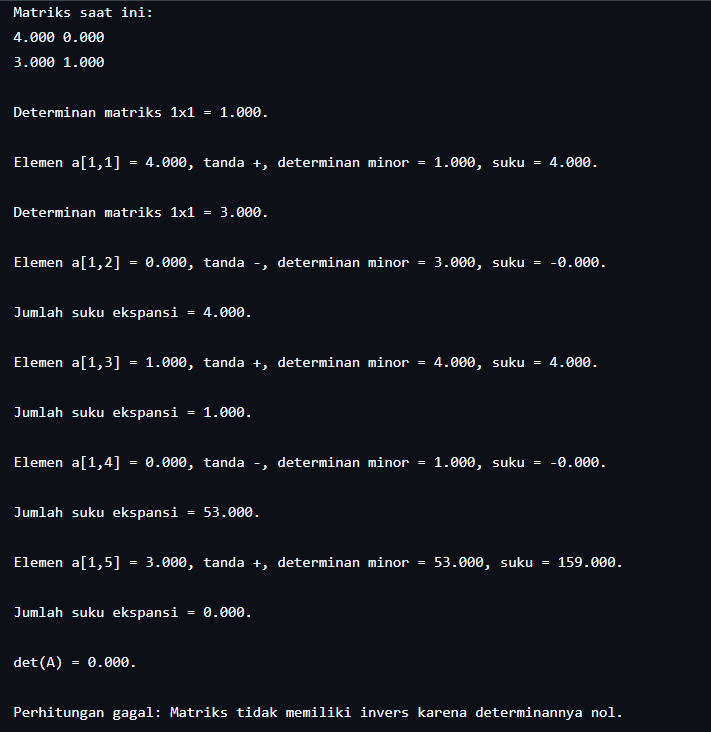 Matriks saat ini:
4.000 0.000
3.000 1.000
Determinan matriks 1x1 = 1.000.
Elemen a[1,1] = 4.000, tanda +, determinan minor = 1.000, suku = 4.000.
Determinan matriks 1x1 = 3.000.
Elemen a[1,2] = 0.000, tanda -, determinan minor = 3.000, suku = -0.000.
Jumlah suku ekspansi = 4.000.
Elemen a[1,3] = 1.000, tanda +, determinan minor = 4.000, suku = 4.000.
Jumlah suku ekspansi = 1.000.
Elemen a[1,4] = 0.000, tanda -, determinan minor = 1.000, suku = -0.000.
Jumlah suku ekspansi = 53.000.
Elemen a[1,5] = 3.000, tanda +, determinan minor = 53.000, suku = 159.000.
Jumlah suku ekspansi = 0.000.
det(A) = 0.000.
Perhitungan gagal: Matriks tidak memiliki invers karena determinannya nol.